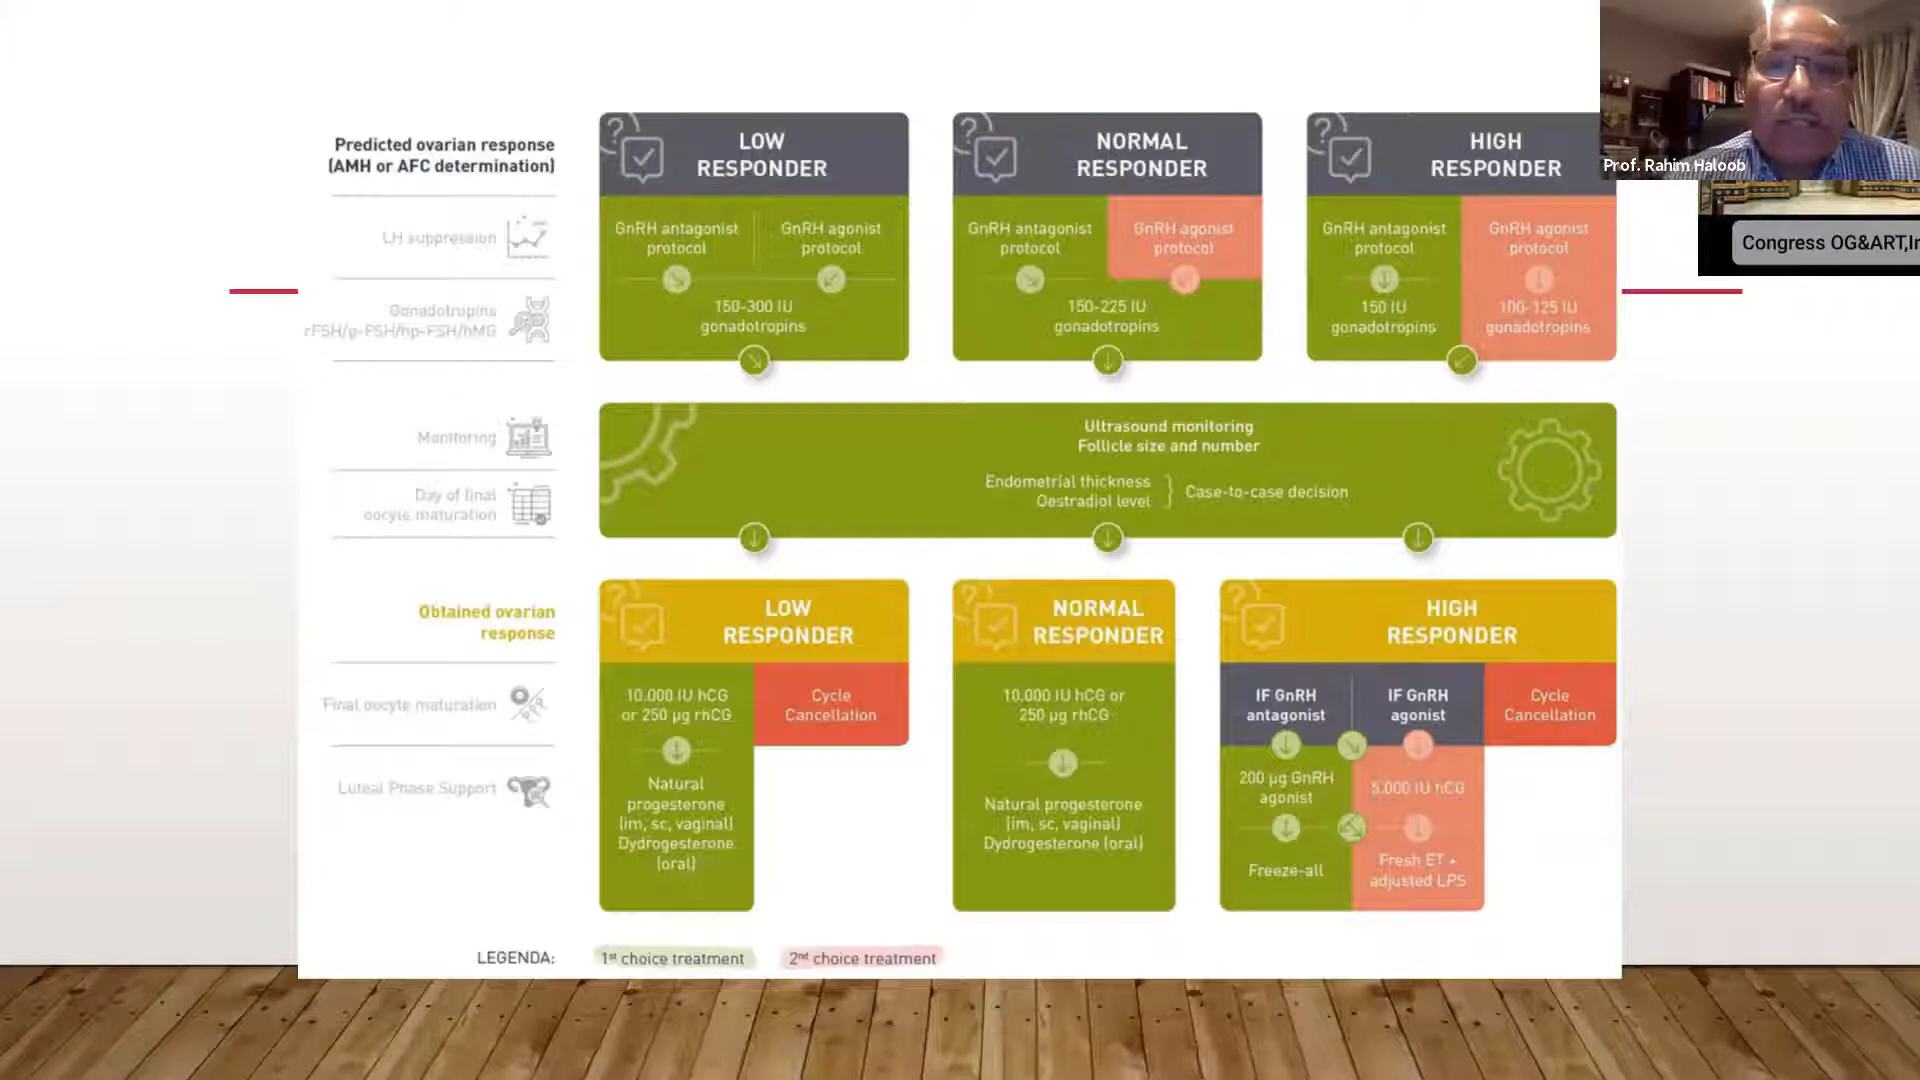 Prof. Rahim Haloob
Congress OG&ART,Ir
Predicted ovarian response
(AMH or AFC determination)
LOW
RESPONDER
NORMAL
RESPONDER
HIGH
RESPONDER
LH suppression
GnRH antagonist
protocol
GnRH agonist
protocol
GnRH antagonist
protocol
GnRH agonist
protocol
GnRH antagonist
protocol
GnRH agonist
protocol
Gonadotropins
rFSH/p-FSH/hp-FSH/hMG
150-300 IU
gonadotropins
150-225 IU
gonadotropins
150 IU
gonadotropins
100-125 IU
gonadotropins
Monitoring
Ultrasound monitoring
Follicle size and number
Day of final
oocyte maturation
Endometrial thickness
Oestradiol level
Case-to-case decision
Obtained ovarian
response
LOW
RESPONDER
NORMAL
RESPONDER
HIGH
RESPONDER
Final oocyte maturation
10.000 IU hCG
or 250 µg rhCG
Cycle
Cancellation
10.000 IU hCG or
250 µg rhCG
IF GnRH
antagonist
IF GnRH
agonist
Cycle
Cancellation
Luteal Phase Support
Natural
progesterone
(im, sc, vaginal)
Dydrogesterone
(oral)
Natural progesterone
(im, sc, vaginal)
Dydrogesterone (oral)
200 µg GnRH
agonist
5.000 IU hCG
Freeze-all
Fresh ET +
adjusted LPS
LEGENDA:
1st choice treatment
2nd choice treatment